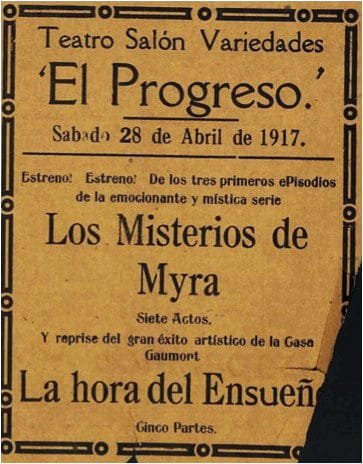 Teatro Salón Variedades
'El Progreso.'
Sabado 28 de Abril de 1917.
Estreno! Estreno! De los tres primeros ePisodios
de la emocionante y mística serie
Los Misterios de
Myra
Siete Actos.
Y reprise del gran éxito artístico de la Casa
Gaumont
La hora del Ensueñ
Cinco Partes.